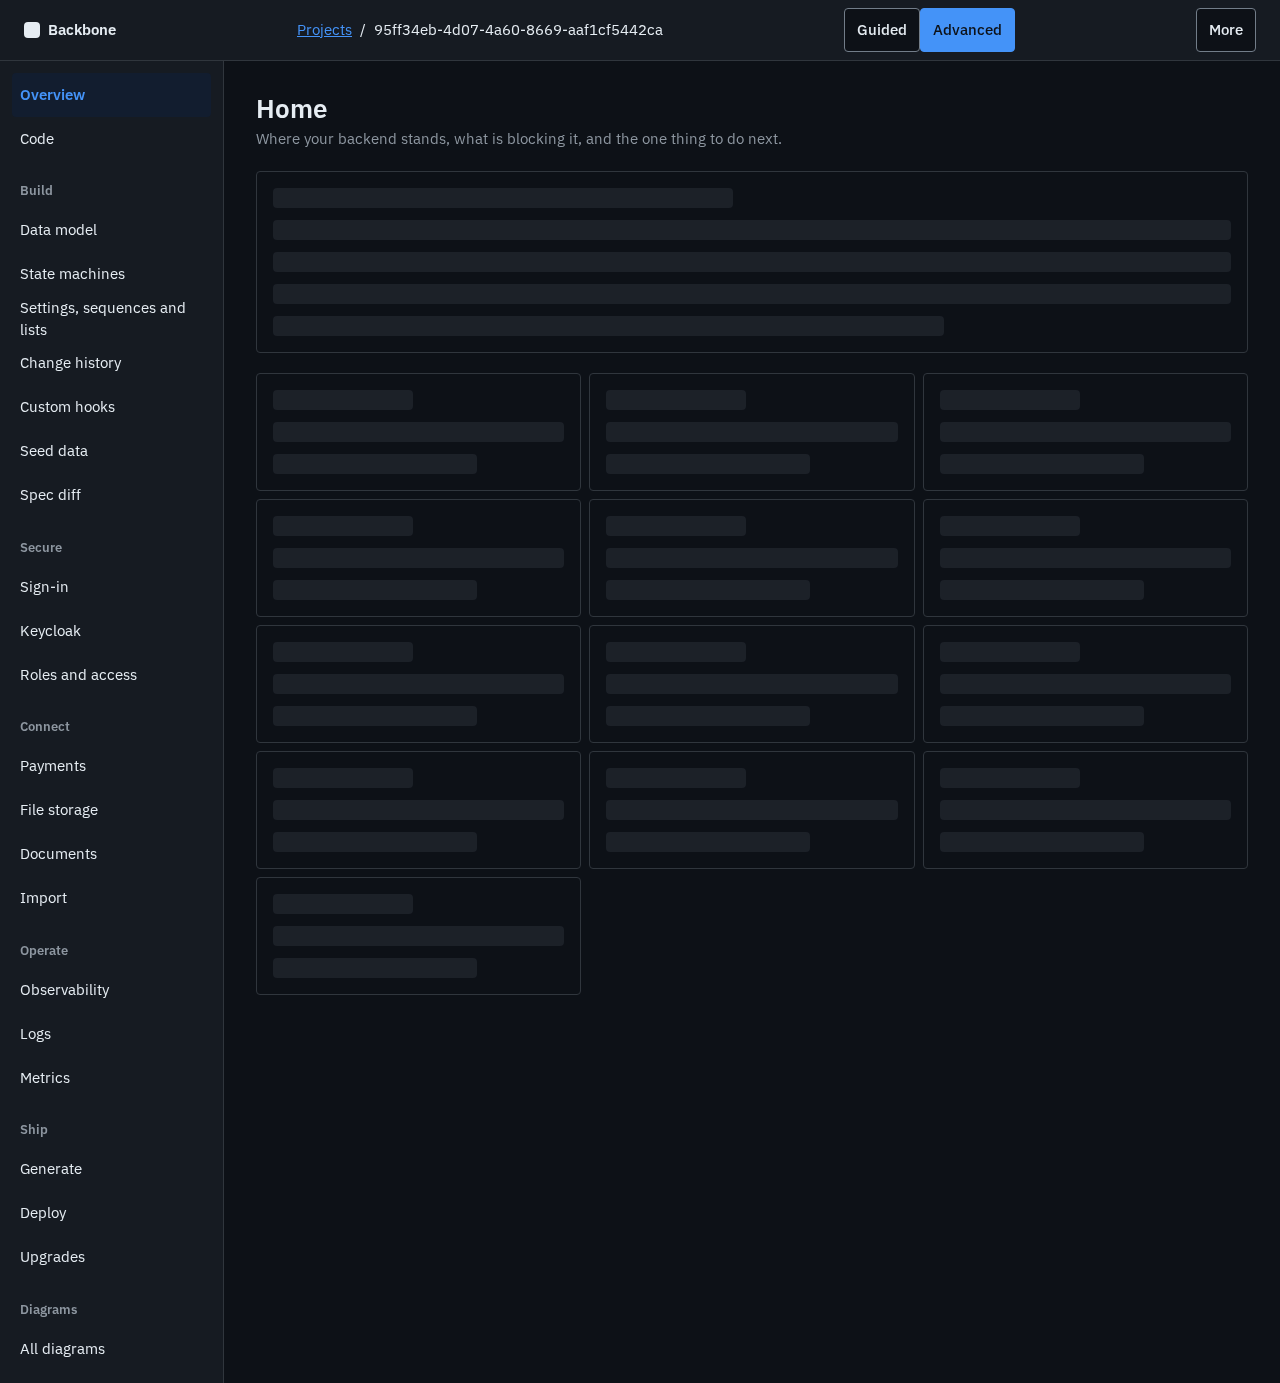 Backbone
Projects / 95ff34eb-4d07-4a60-8669-aaf1cf5442ca
Guided
Advanced
More
Overview
Code
Build
Data model
State machines
Settings, sequences and
lists
Change history
Custom hooks
Seed data
Spec diff
Secure
Sign-in
Keycloak
Roles and access
Connect
Payments
File storage
Documents
Import
Operate
Observability
Logs
Metrics
Ship
Generate
Deploy
Upgrades
Diagrams
All diagrams
Home
Where your backend stands, what is blocking it, and the one thing to do next.